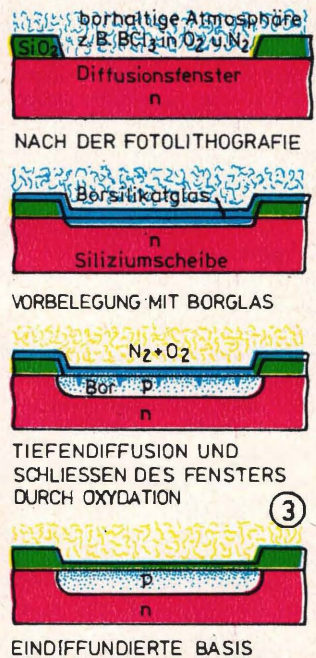 borhaltige Atmosphäre
SiO₂ z. B. BCl₃ in O₂ u. N₂
Diffusionsfenster
n
NACH DER FOTOLITHOGRAFIE
Borsilikatglas
n
Siliziumscheibe
VORBELEGUNG MIT BORGLAS
N₂+O₂
Bor p
n
TIEFENDIFFUSION UND
SCHLIESSEN DES FENSTERS
DURCH OXYDATION
3
p
n
EINDIFFUNDIERTE BASIS